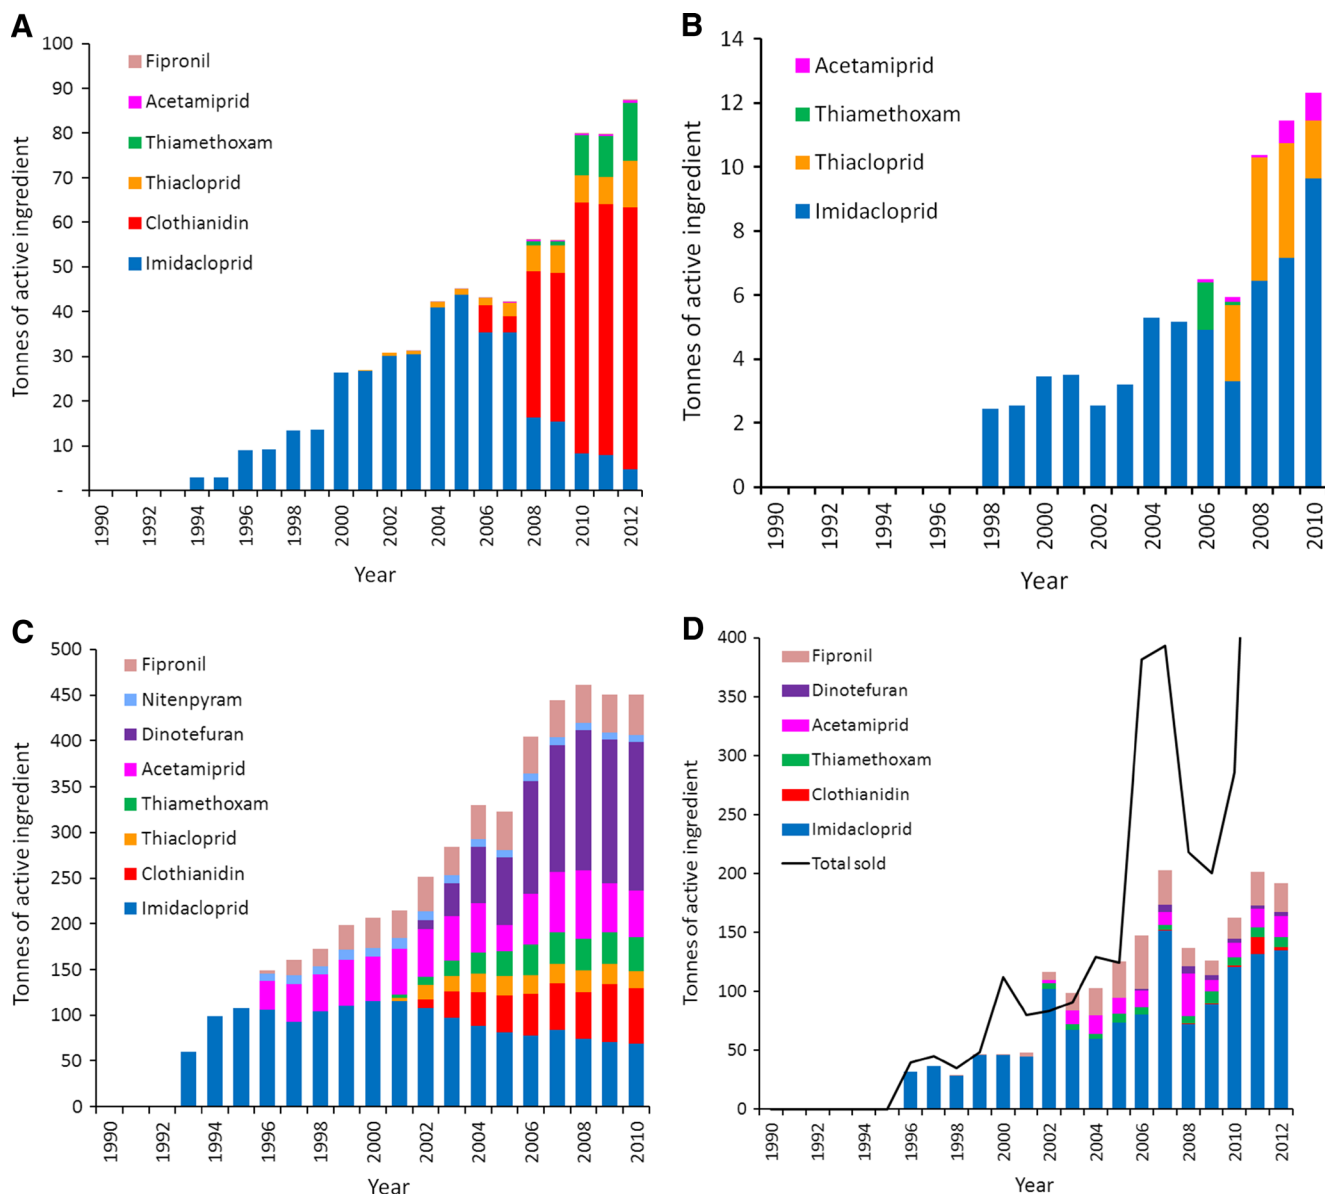 A
Tonnes of active ingredient
100
90
80
70
60
50
40
30
20
10
-
Fipronil
Acetamiprid
Thiamethoxam
Thiacloprid
Clothianidin
Imidacloprid
1990
1992
1994
1996
1998
2000
2002
2004
2006
2008
2010
2012
Year
B
Tonnes of active ingredient
14
12
10
8
6
4
2
0
Acetamiprid
Thiamethoxam
Thiacloprid
Imidacloprid
1990
1992
1994
1996
1998
2000
2002
2004
2006
2008
2010
Year
C
Tonnes of active ingredient
500
450
400
350
300
250
200
150
100
50
0
Fipronil
Nitenpyram
Dinotefuran
Acetamiprid
Thiamethoxam
Thiacloprid
Clothianidin
Imidacloprid
1990
1992
1994
1996
1998
2000
2002
2004
2006
2008
2010
Year
D
Tonnes of active ingredient
400
350
300
250
200
150
100
50
0
Fipronil
Dinotefuran
Acetamiprid
Thiamethoxam
Clothianidin
Imidacloprid
Total sold
1990
1992
1994
1996
1998
2000
2002
2004
2006
2008
2010
2012
Year